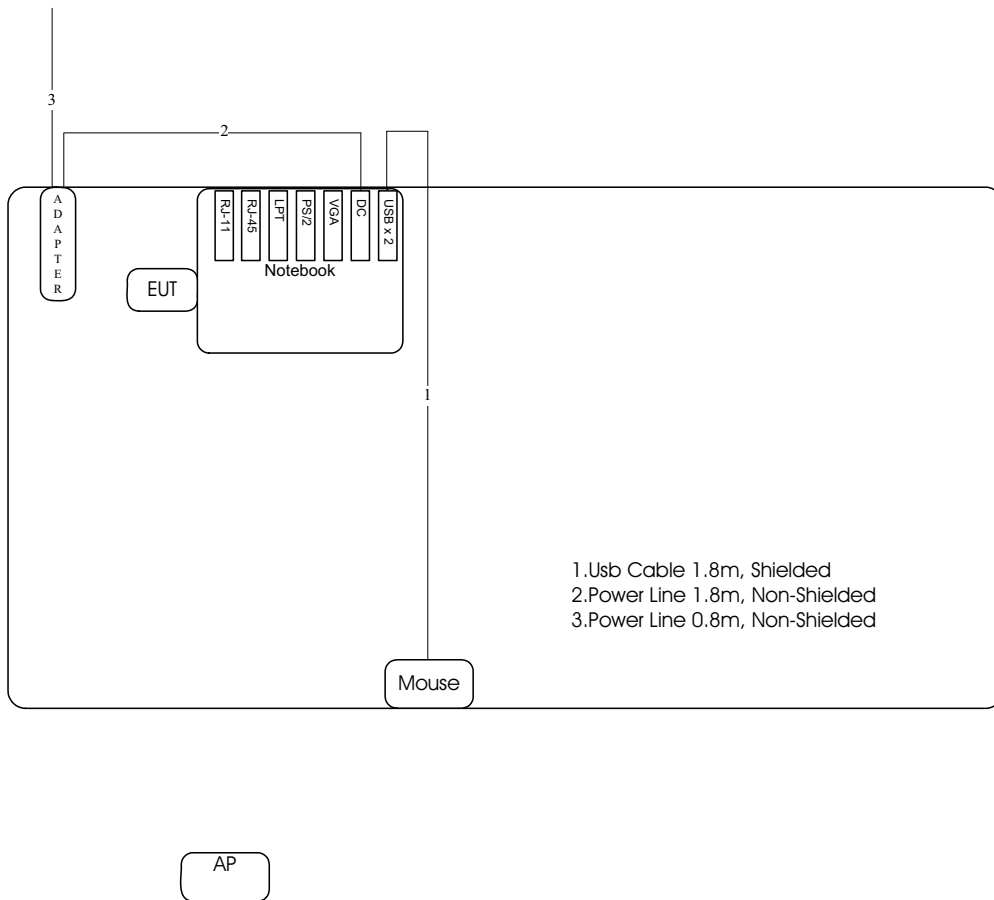 3
2
ADAPTER
RJ-11
RJ-45
LPT
PS/2
VGA
DC
USB x 2
Notebook
EUT
1
1.Usb Cable 1.8m, Shielded
2.Power Line 1.8m, Non-Shielded
3.Power Line 0.8m, Non-Shielded
Mouse
AP